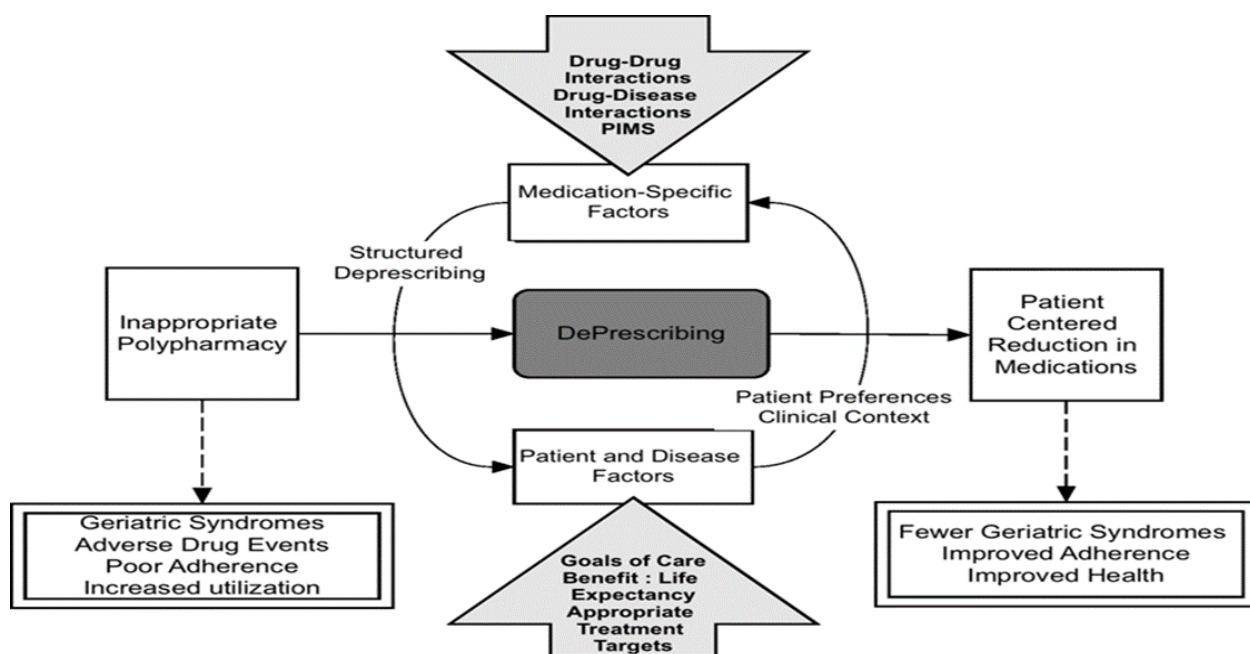 Drug-Drug
Interactions
Drug-Disease
Interactions
PIMS
Medication-Specific
Factors
Structured
Deprescribing
Inappropriate
Polypharmacy
DePrescribing
Patient
Centered
Reduction in
Medications
Patient Preferences
Clinical Context
Patient and Disease
Factors
Geriatric Syndromes
Adverse Drug Events
Poor Adherence
Increased utilization
Fewer Geriatric Syndromes
Improved Adherence
Improved Health
Goals of Care
Benefit : Life
Expectancy
Appropriate
Treatment
Targets